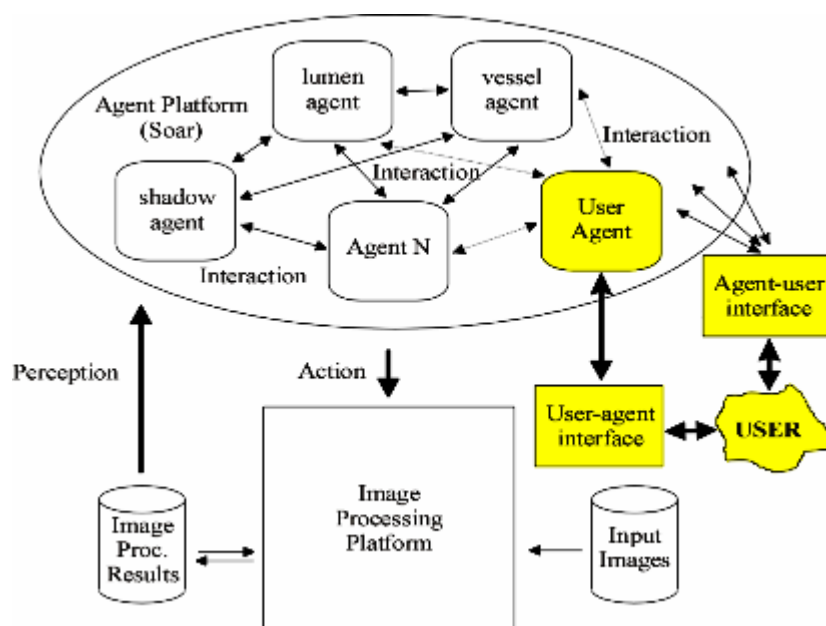 lumen
agent
vessel
agent
Agent Platform
(Soar)
Interaction
shadow
agent
Interaction
User
Agent
Agent N
Interaction
Agent-user
interface
Perception
Action
User-agent
interface
USER
Image
Proc.
Results
Image
Processing
Platform
Input
Images